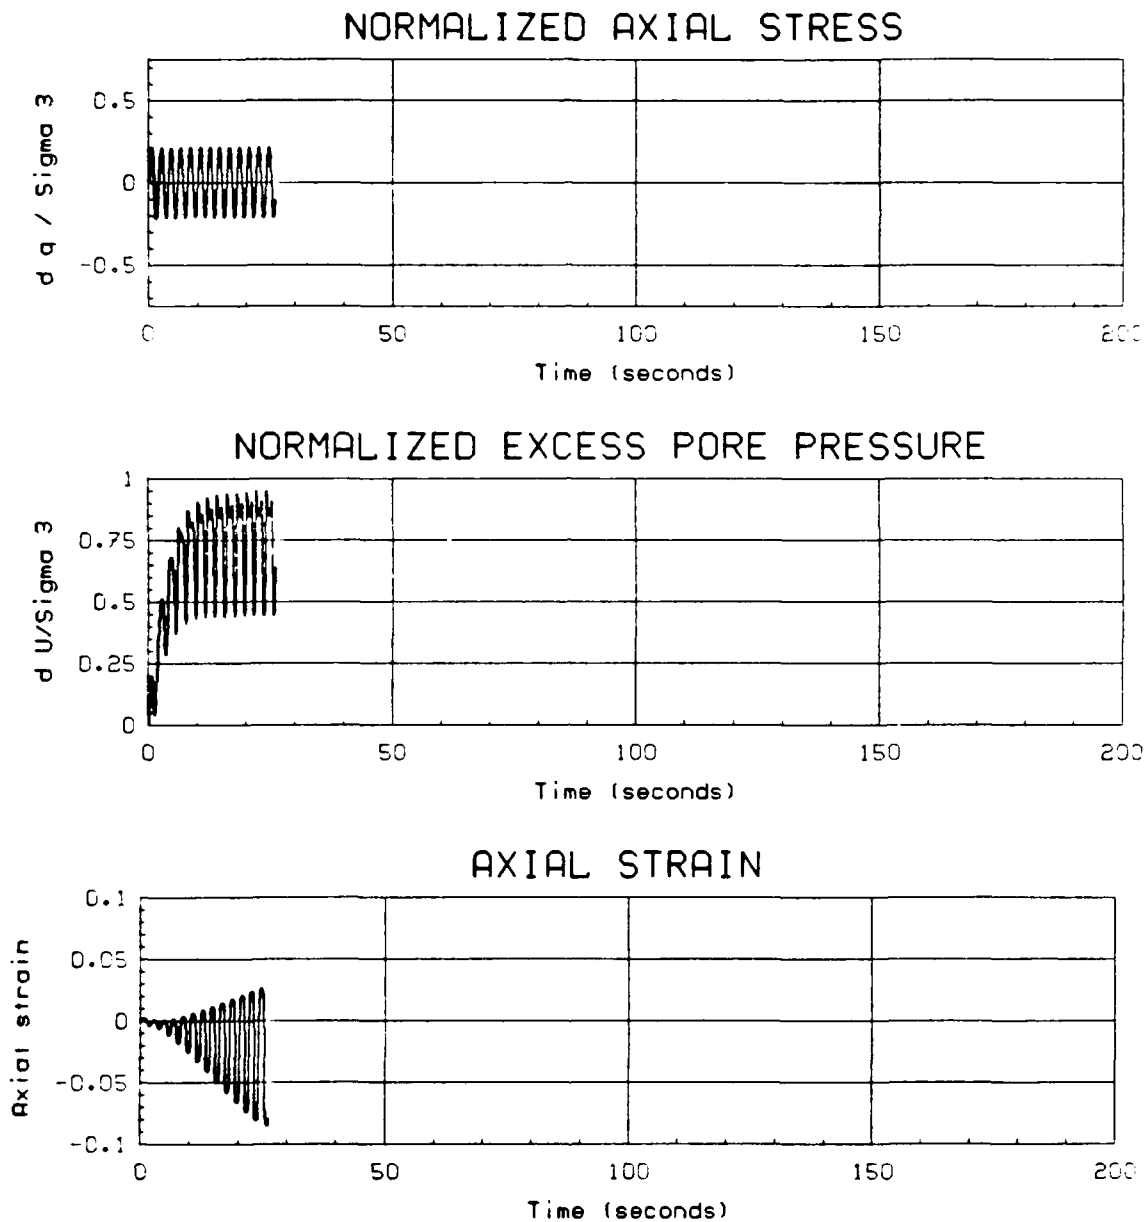 NORMALIZED AXIAL STRESS
d q / Sigma 3
0.5
0
-0.5
0 50 100 150 200
Time (seconds)
NORMALIZED EXCESS PORE PRESSURE
d U/Sigma 3
1
0.75
0.5
0.25
0
0 50 100 150 200
Time (seconds)
AXIAL STRAIN
Axial strain
0.1
0.05
0
-0.05
-0.1
0 50 100 150 200
Time (seconds)